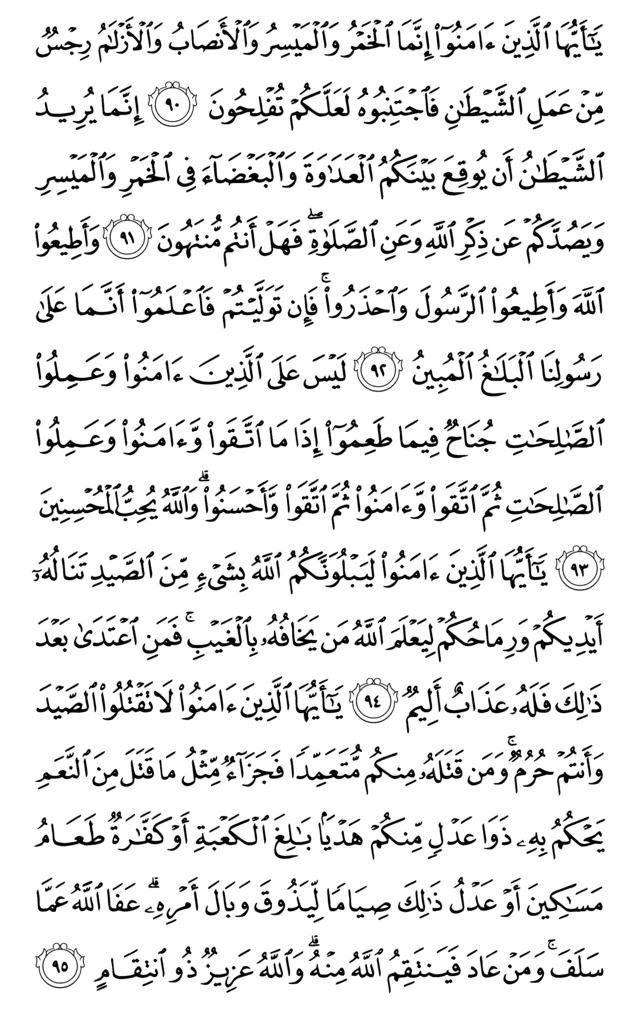 يَٰٓأَيُّهَا ٱلَّذِينَ ءَامَنُوٓا۟ إِنَّمَا ٱلْخَمْرُ وَٱلْمَيْسِرُ وَٱلْأَنصَابُ وَٱلْأَزْلَٰمُ رِجْسٌ
مِّنْ عَمَلِ ٱلشَّيْطَٰنِ فَٱجْتَنِبُوهُ لَعَلَّكُمْ تُفْلِحُونَ ٩٠ إِنَّمَا يُرِيدُ
ٱلشَّيْطَٰنُ أَن يُوقِعَ بَيْنَكُمُ ٱلْعَدَٰوَةَ وَٱلْبَغْضَآءَ فِى ٱلْخَمْرِ وَٱلْمَيْسِرِ
وَيَصُدَّكُمْ عَن ذِكْرِ ٱللَّهِ وَعَنِ ٱلصَّلَوٰةِ ۖ فَهَلْ أَنتُم مُّنتَهُونَ ٩١ وَأَطِيعُوا۟
ٱللَّهَ وَأَطِيعُوا۟ ٱلرَّسُولَ وَٱحْذَرُوا۟ ۚ فَإِن تَوَلَّيْتُمْ فَٱعْلَمُوٓا۟ أَنَّمَا عَلَىٰ
رَسُولِنَا ٱلْبَلَٰغُ ٱلْمُبِينُ ٩٢ لَيْسَ عَلَى ٱلَّذِينَ ءَامَنُوا۟ وَعَمِلُوا۟
ٱلصَّٰلِحَٰتِ جُنَاحٌ فِيمَا طَعِمُوٓا۟ إِذَا مَا ٱتَّقَوا۟ وَّءَامَنُوا۟ وَعَمِلُوا۟
ٱلصَّٰلِحَٰتِ ثُمَّ ٱتَّقَوا۟ وَّءَامَنُوا۟ ثُمَّ ٱتَّقَوا۟ وَّأَحْسَنُوا۟ ۗ وَٱللَّهُ يُحِبُّ ٱلْمُحْسِنِينَ
٩٣ يَٰٓأَيُّهَا ٱلَّذِينَ ءَامَنُوا۟ لَيَبْلُوَنَّكُمُ ٱللَّهُ بِشَىْءٍ مِّنَ ٱلصَّيْدِ تَنَالُهُۥٓ
أَيْدِيكُمْ وَرِمَاحُكُمْ لِيَعْلَمَ ٱللَّهُ مَن يَخَافُهُۥ بِٱلْغَيْبِ ۚ فَمَنِ ٱعْتَدَىٰ بَعْدَ
ذَٰلِكَ فَلَهُۥ عَذَابٌ أَلِيمٌ ٩٤ يَٰٓأَيُّهَا ٱلَّذِينَ ءَامَنُوا۟ لَا تَقْتُلُوا۟ ٱلصَّيْدَ
وَأَنتُمْ حُرُمٌ ۚ وَمَن قَتَلَهُۥ مِنكُم مُّتَعَمِّدًا فَجَزَآءٌ مِّثْلُ مَا قَتَلَ مِنَ ٱلنَّعَمِ
يَحْكُمُ بِهِۦ ذَوَا عَدْلٍ مِّنكُمْ هَدْيًۢا بَٰلِغَ ٱلْكَعْبَةِ أَوْ كَفَّٰرَةٌ طَعَامُ
مَسَٰكِينَ أَوْ عَدْلُ ذَٰلِكَ صِيَامًا لِّيَذُوقَ وَبَالَ أَمْرِهِۦ ۗ عَفَا ٱللَّهُ عَمَّا
سَلَفَ ۚ وَمَنْ عَادَ فَيَنتَقِمُ ٱللَّهُ مِنْهُ ۗ وَٱللَّهُ عَزِيزٌ ذُو ٱنتِقَامٍ ٩٥